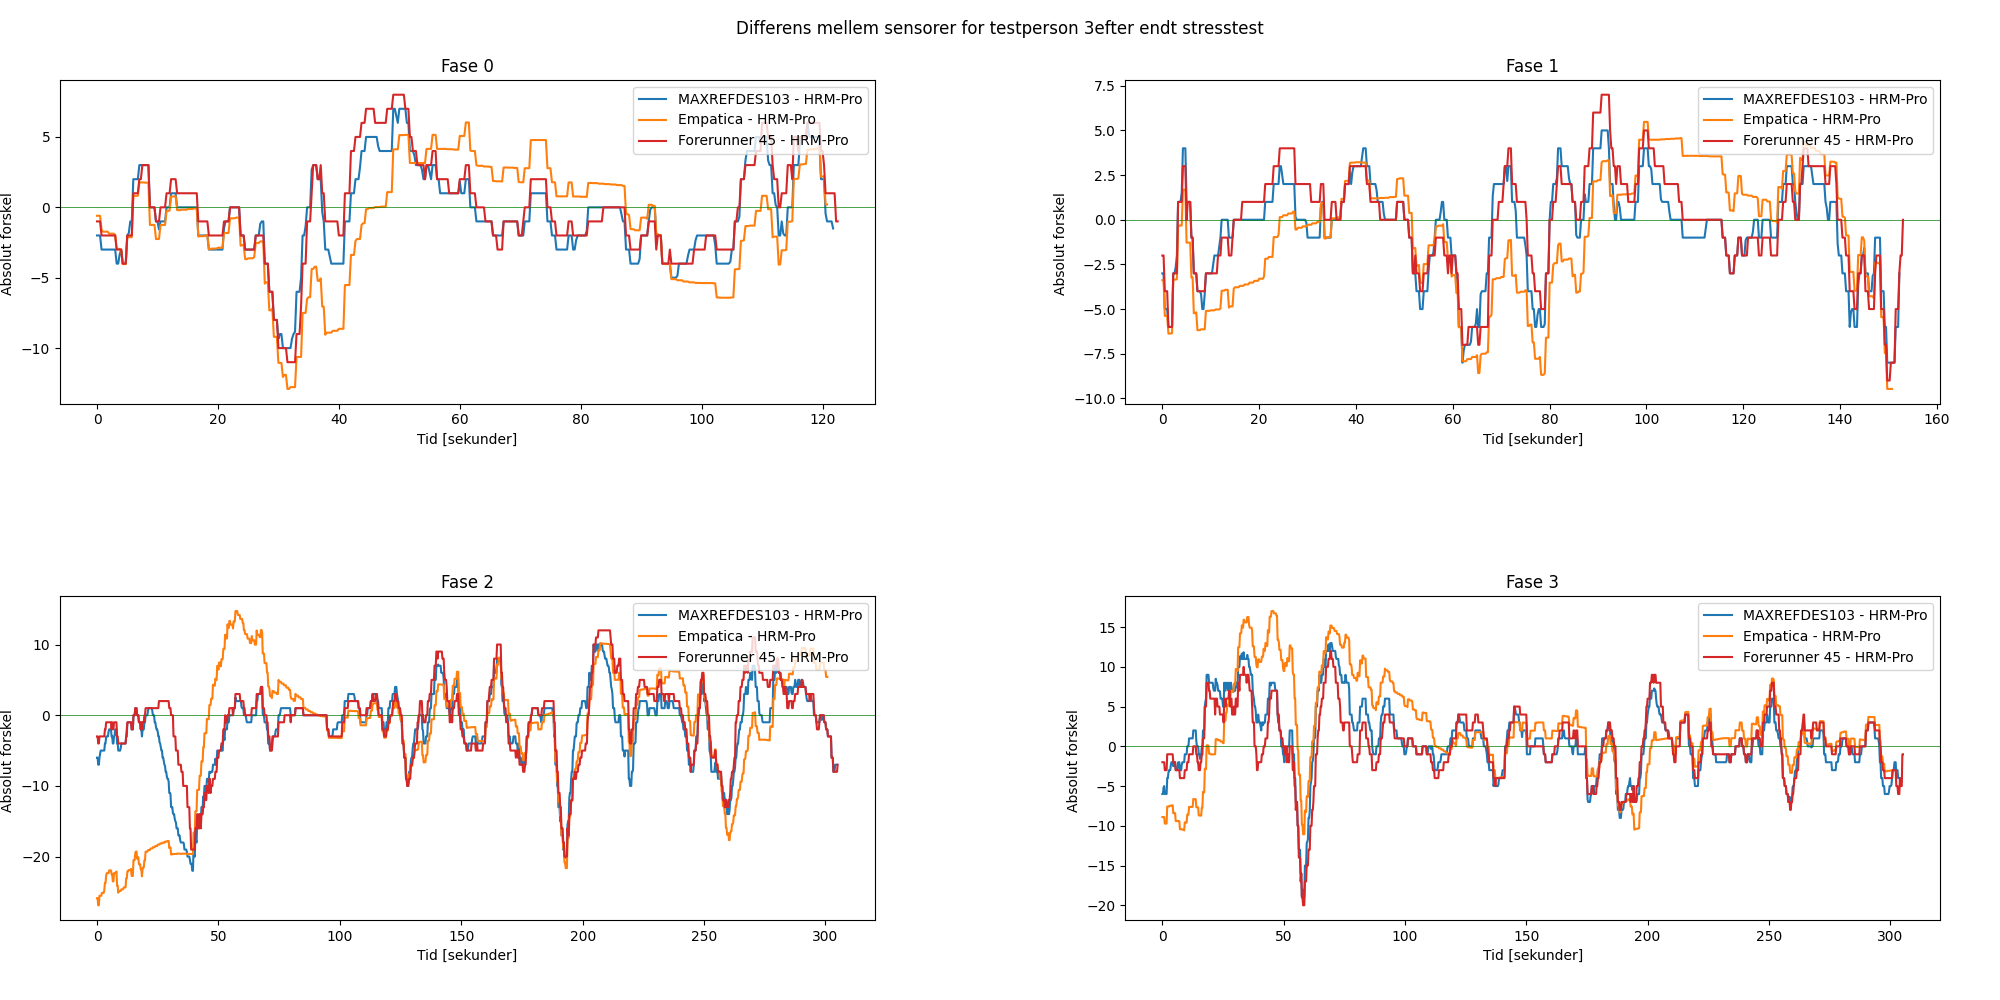 Differens mellem sensorer for testperson 3efter endt stresstest
Fase 0
MAXREFDES103 - HRM-Pro
Empatica - HRM-Pro
Forerunner 45 - HRM-Pro
Absolut forskel
5
0
−5
−10
0 20 40 60 80 100 120
Tid [sekunder]
Fase 1
MAXREFDES103 - HRM-Pro
Empatica - HRM-Pro
Forerunner 45 - HRM-Pro
Absolut forskel
7.5
5.0
2.5
0.0
−2.5
−5.0
−7.5
−10.0
0 20 40 60 80 100 120 140 160
Tid [sekunder]
Fase 2
MAXREFDES103 - HRM-Pro
Empatica - HRM-Pro
Forerunner 45 - HRM-Pro
Absolut forskel
10
0
−10
−20
0 50 100 150 200 250 300
Tid [sekunder]
Fase 3
MAXREFDES103 - HRM-Pro
Empatica - HRM-Pro
Forerunner 45 - HRM-Pro
Absolut forskel
15
10
5
0
−5
−10
−15
−20
0 50 100 150 200 250 300
Tid [sekunder]